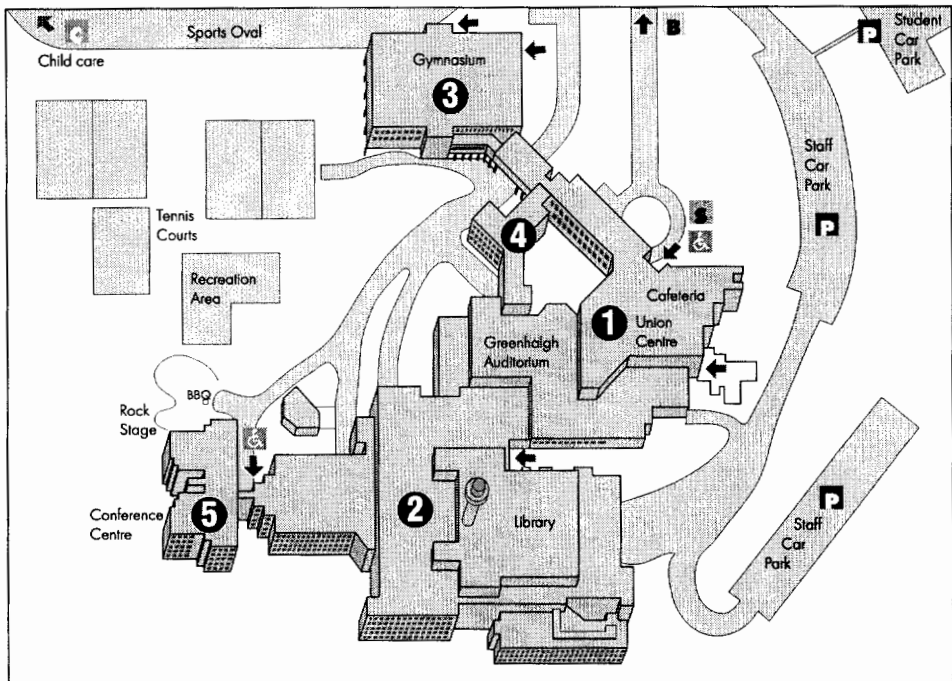 C
Sports Oval
Child care
Gymnasium
3
B
P
Student
Car
Park
Staff
Car
Park
P
Tennis
Courts
4
S
Recreation
Area
Cafeteria
1
Union
Centre
Greenhaigh
Auditorium
BBQ
Rock
Stage
Conference
Centre
5
2
Library
P
Staff
Car
Park